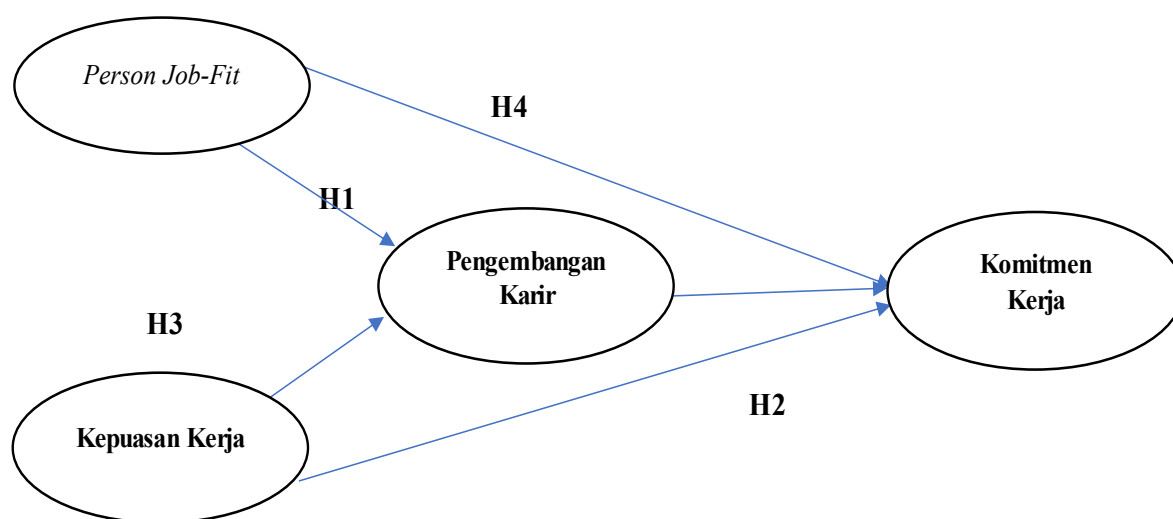 Person Job-Fit
H4
H1
Pengembangan
Karir
Komitmen
Kerja
H3
H2
Kepuasan Kerja